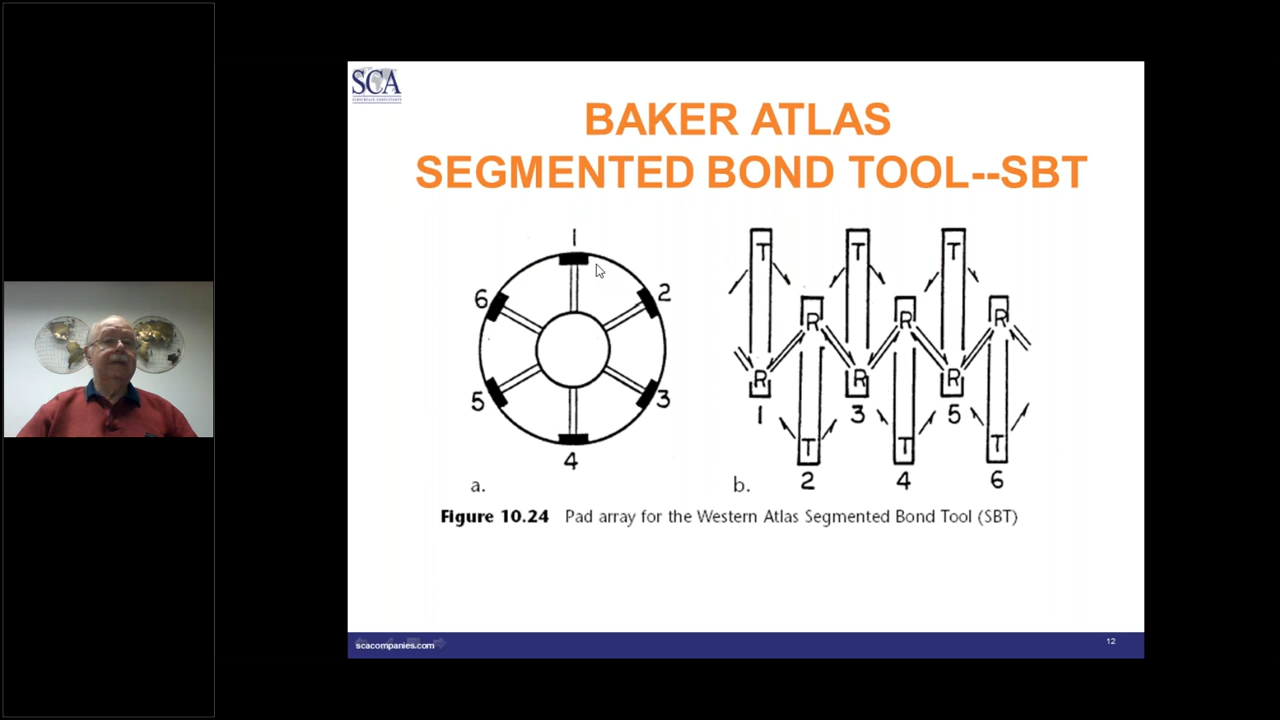 SCA
BAKER ATLAS
SEGMENTED BOND TOOL--SBT
1
2
3
4
5
6
a.
T T T
R R R
R R R
1 3 5
T T T
2 4 6
b.
Figure 10.24 Pad array for the Western Atlas Segmented Bond Tool (SBT)
scacompanies.com
12